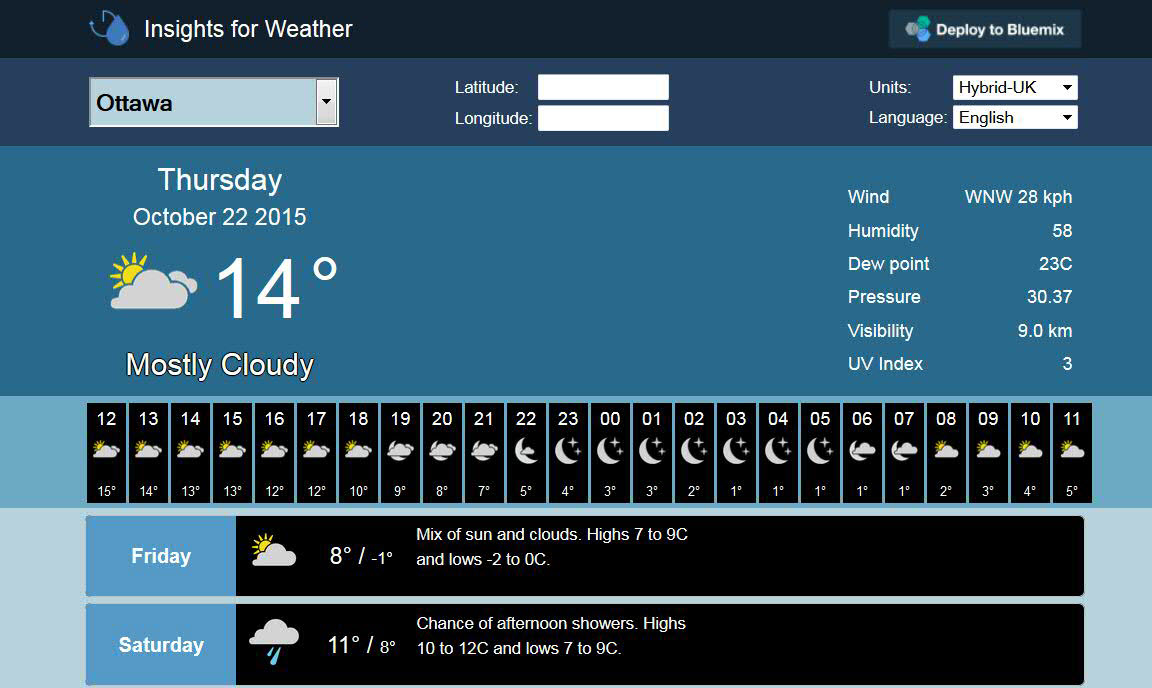 Insights for Weather
Deploy to Bluemix
Ottawa
Latitude:
Longitude:
Units: Hybrid-UK
Language: English
Thursday
October 22 2015
14°
Mostly Cloudy
Wind WNW 28 kph
Humidity 58
Dew point 23C
Pressure 30.37
Visibility 9.0 km
UV Index 3
12 13 14 15 16 17 18 19 20 21 22 23 00 01 02 03 04 05 06 07 08 09 10 11
15° 14° 13° 13° 12° 12° 10° 9° 8° 7° 5° 4° 3° 3° 2° 1° 1° 1° 1° 1° 2° 3° 4° 5°
Friday
8° / -1°
Mix of sun and clouds. Highs 7 to 9C
and lows -2 to 0C.
Saturday
11° / 8°
Chance of afternoon showers. Highs
10 to 12C and lows 7 to 9C.